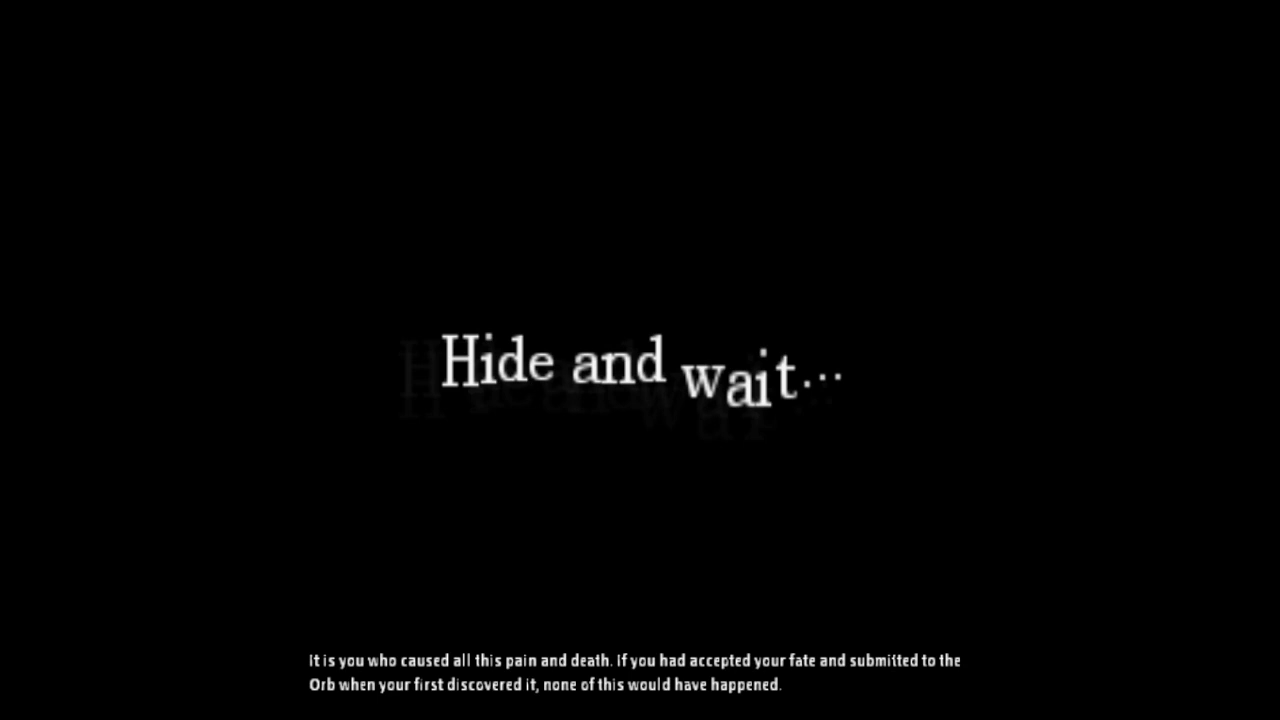 Hide and wait...
It is you who caused all this pain and death. If you had accepted your fate and submitted to the
Orb when your first discovered it, none of this would have happened.